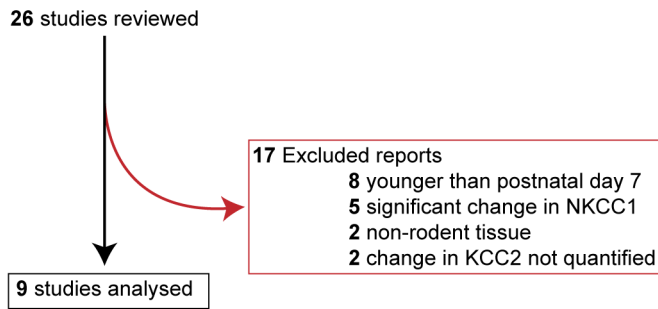 26 studies reviewed
17 Excluded reports
8 younger than postnatal day 7
5 significant change in NKCC1
2 non-rodent tissue
2 change in KCC2 not quantified
9 studies analysed